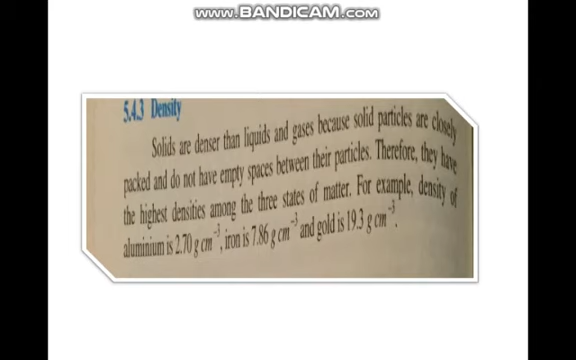 www.BANDICAM.com
5.4.3 Density
Solids are denser than liquids and gases because solid particles are closely
packed and do not have empty spaces between their particles. Therefore, they have
the highest densities among the three states of matter. For example, density of
aluminium is 2.70 g cm⁻³, iron is 7.86 g cm⁻³ and gold is 19.3 g cm⁻³.